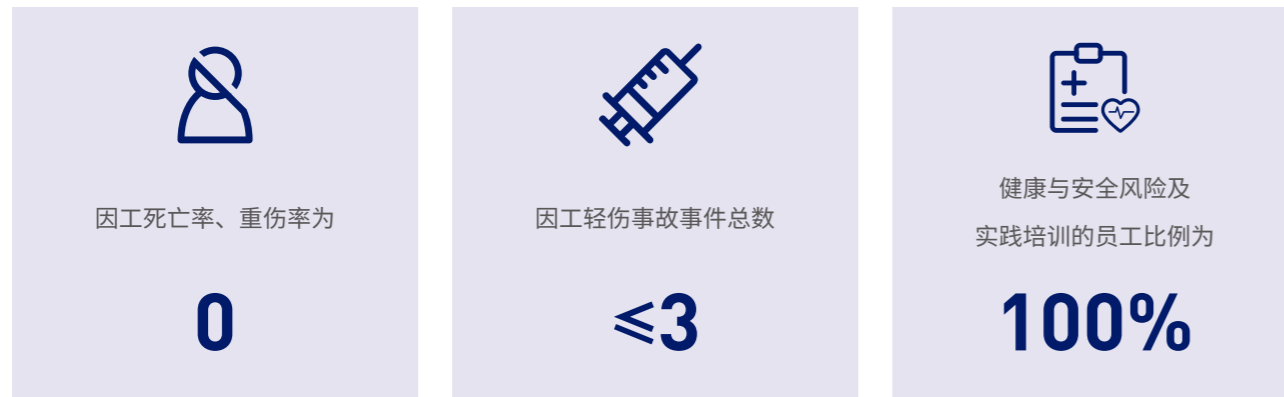 因工死亡率、重伤率为
0
因工轻伤事故事件总数
⩽3
健康与安全风险及
实践培训的员工比例为
100%